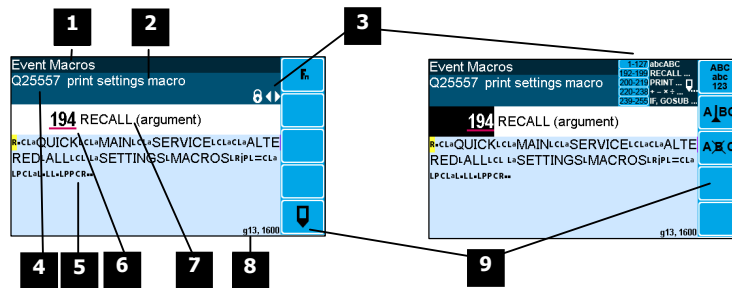 1
2
3
Event Macros
Q25557 print settings macro
Fn
194 RECALL (argument)
QUICK MAIN SERVICE ALTE
RED ALL SETTINGS MACROS
g13, 1600
4
5
6
7
8
Event Macros
Q25557 print settings macro
1-127 abcABC
192-199 RECALL ...
200-219 PRINT ...
220-238 + − × ÷ ...
239-255 IF, GOSUB ...
ABC
abc
123
A BC
A B C
194 RECALL (argument)
QUICK MAIN SERVICE ALTE
RED ALL SETTINGS MACROS
g13, 1600
9